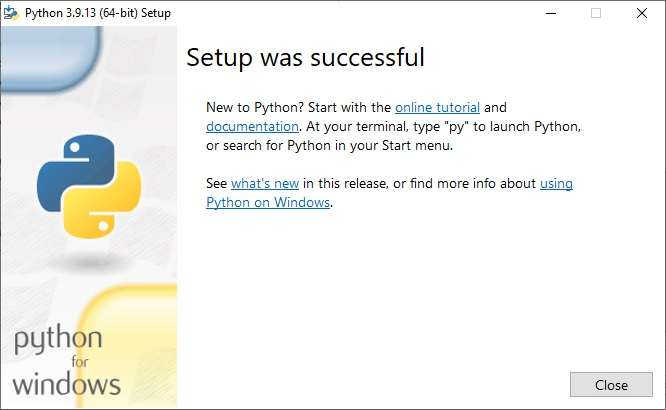 Python 3.9.13 (64-bit) Setup
Setup was successful
New to Python? Start with the online tutorial and
documentation. At your terminal, type "py" to launch Python,
or search for Python in your Start menu.
See what's new in this release, or find more info about using
Python on Windows.
python
for
windows
Close